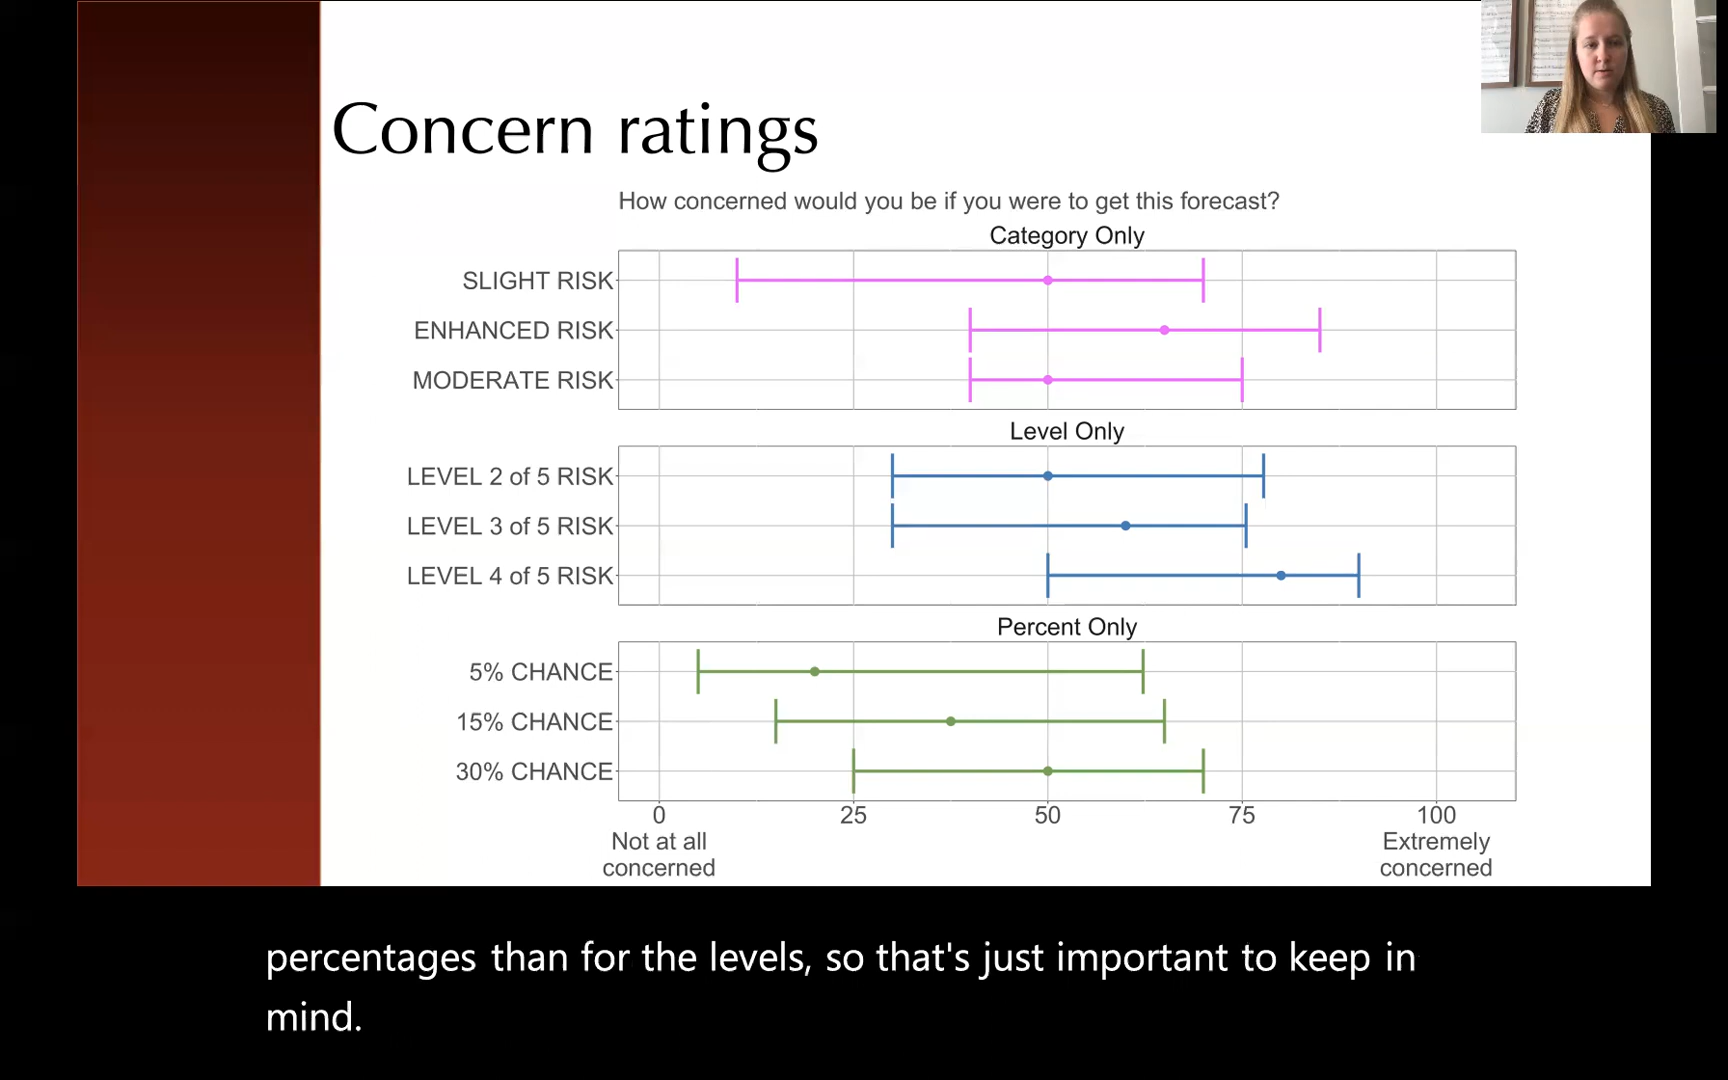 Concern ratings
How concerned would you be if you were to get this forecast?
Category Only
SLIGHT RISK
ENHANCED RISK
MODERATE RISK
Level Only
LEVEL 2 of 5 RISK
LEVEL 3 of 5 RISK
LEVEL 4 of 5 RISK
Percent Only
5% CHANCE
15% CHANCE
30% CHANCE
0 25 50 75 100
Not at all Extremely
concerned concerned
percentages than for the levels, so that's just important to keep in
mind.